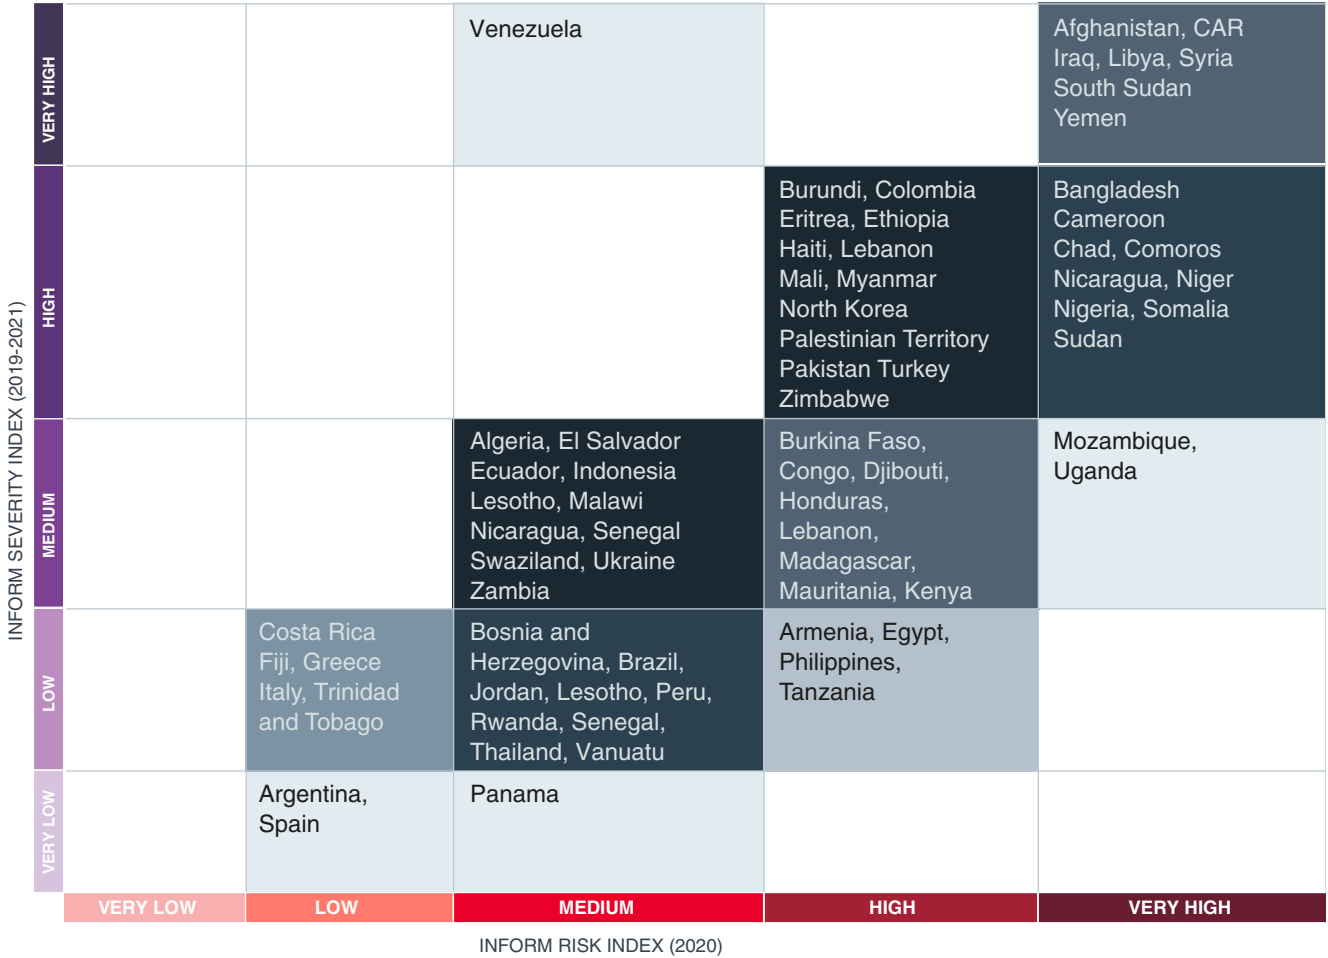 INFORM SEVERITY INDEX (2019-2021)
VERY HIGH
Venezuela
Afghanistan, CAR
Iraq, Libya, Syria
South Sudan
Yemen
HIGH
Burundi, Colombia
Eritrea, Ethiopia
Haiti, Lebanon
Mali, Myanmar
North Korea
Palestinian Territory
Pakistan Turkey
Zimbabwe
Bangladesh
Cameroon
Chad, Comoros
Nicaragua, Niger
Nigeria, Somalia
Sudan
MEDIUM
Algeria, El Salvador
Ecuador, Indonesia
Lesotho, Malawi
Nicaragua, Senegal
Swaziland, Ukraine
Zambia
Burkina Faso,
Congo, Djibouti,
Honduras,
Lebanon,
Madagascar,
Mauritania, Kenya
Mozambique,
Uganda
LOW
Costa Rica
Fiji, Greece
Italy, Trinidad
and Tobago
Bosnia and
Herzegovina, Brazil,
Jordan, Lesotho, Peru,
Rwanda, Senegal,
Thailand, Vanuatu
Armenia, Egypt,
Philippines,
Tanzania
VERY LOW
Argentina,
Spain
Panama
VERY LOW
LOW
MEDIUM
HIGH
VERY HIGH
INFORM RISK INDEX (2020)